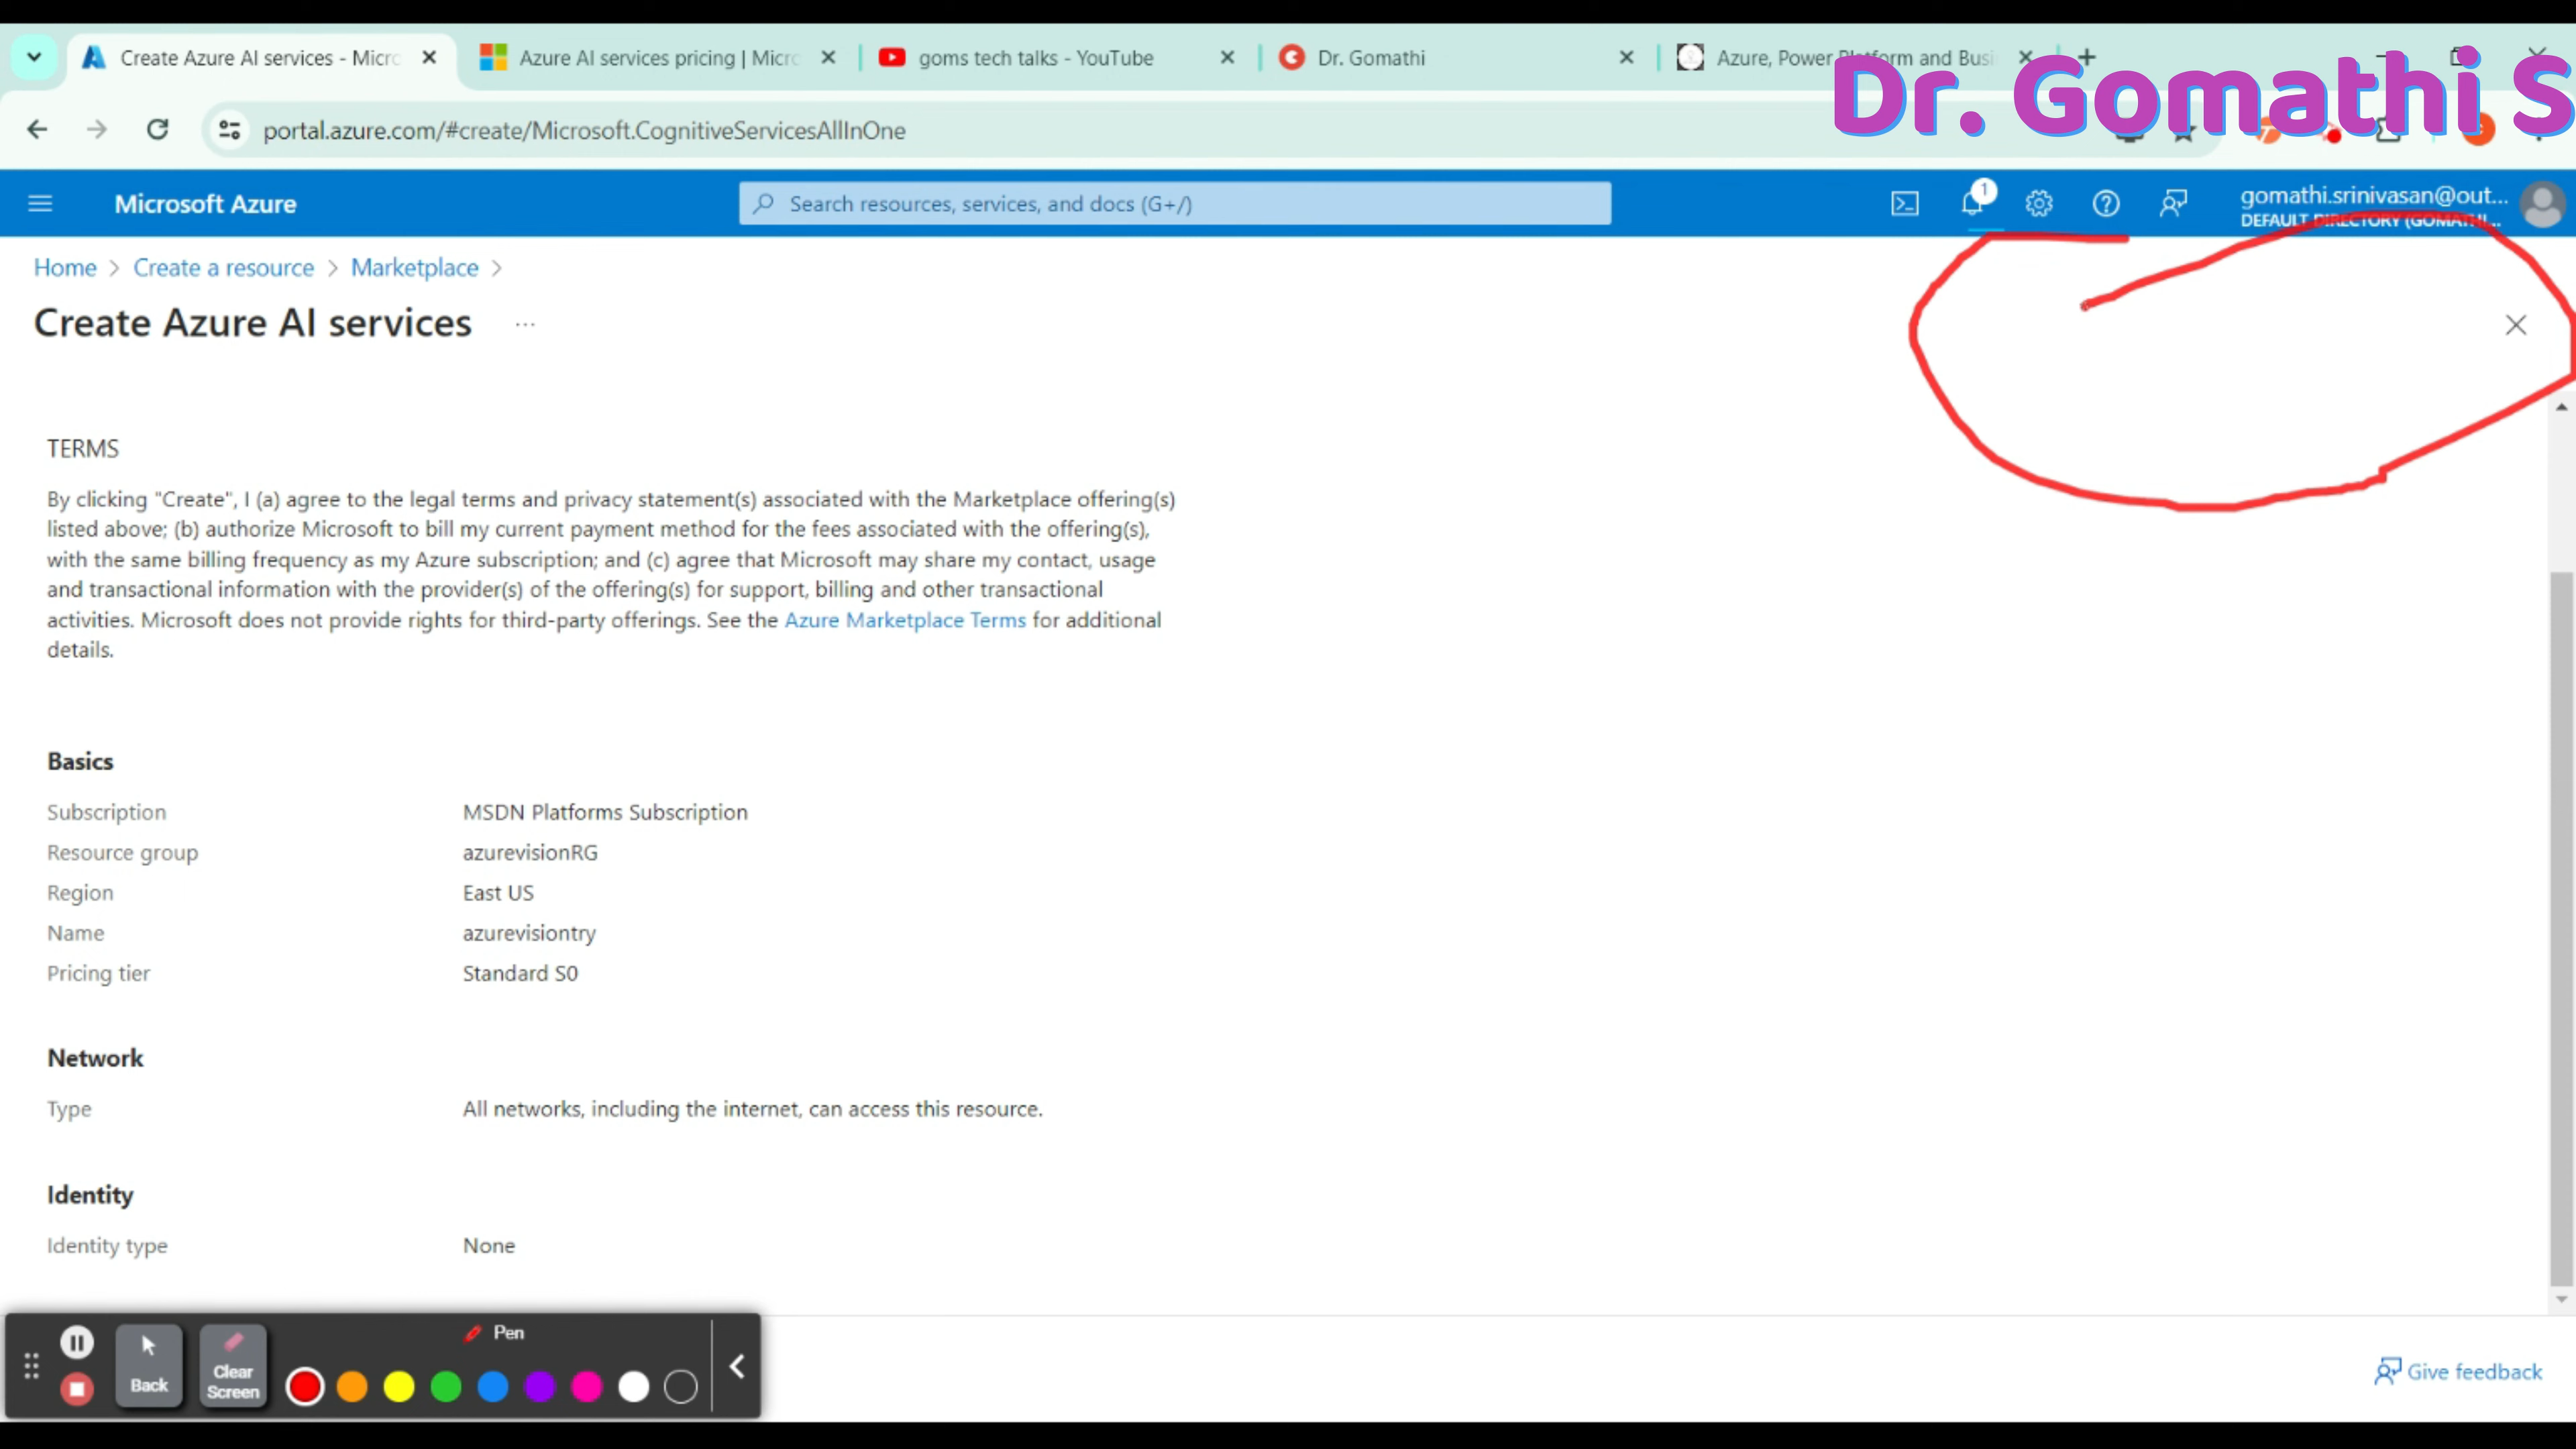 Create Azure AI services - Micro
Azure AI services pricing | Micro
goms tech talks - YouTube
Dr. Gomathi
Azure, Power Platform and Busi
Dr. Gomathi S
portal.azure.com/#create/Microsoft.CognitiveServicesAllInOne
Microsoft Azure
Search resources, services, and docs (G+/)
1
gomathi.srinivasan@out...
DEFAULT DIRECTORY (GOMATHI...
Home > Create a resource > Marketplace >
Create Azure AI services ...
TERMS
By clicking "Create", I (a) agree to the legal terms and privacy statement(s) associated with the Marketplace offering(s)
listed above; (b) authorize Microsoft to bill my current payment method for the fees associated with the offering(s),
with the same billing frequency as my Azure subscription; and (c) agree that Microsoft may share my contact, usage
and transactional information with the provider(s) of the offering(s) for support, billing and other transactional
activities. Microsoft does not provide rights for third-party offerings. See the Azure Marketplace Terms for additional
details.
Basics
Subscription MSDN Platforms Subscription
Resource group azurevisionRG
Region East US
Name azurevisiontry
Pricing tier Standard S0
Network
Type All networks, including the internet, can access this resource.
Identity
Identity type None
Pen
Back
Clear
Screen
Give feedback